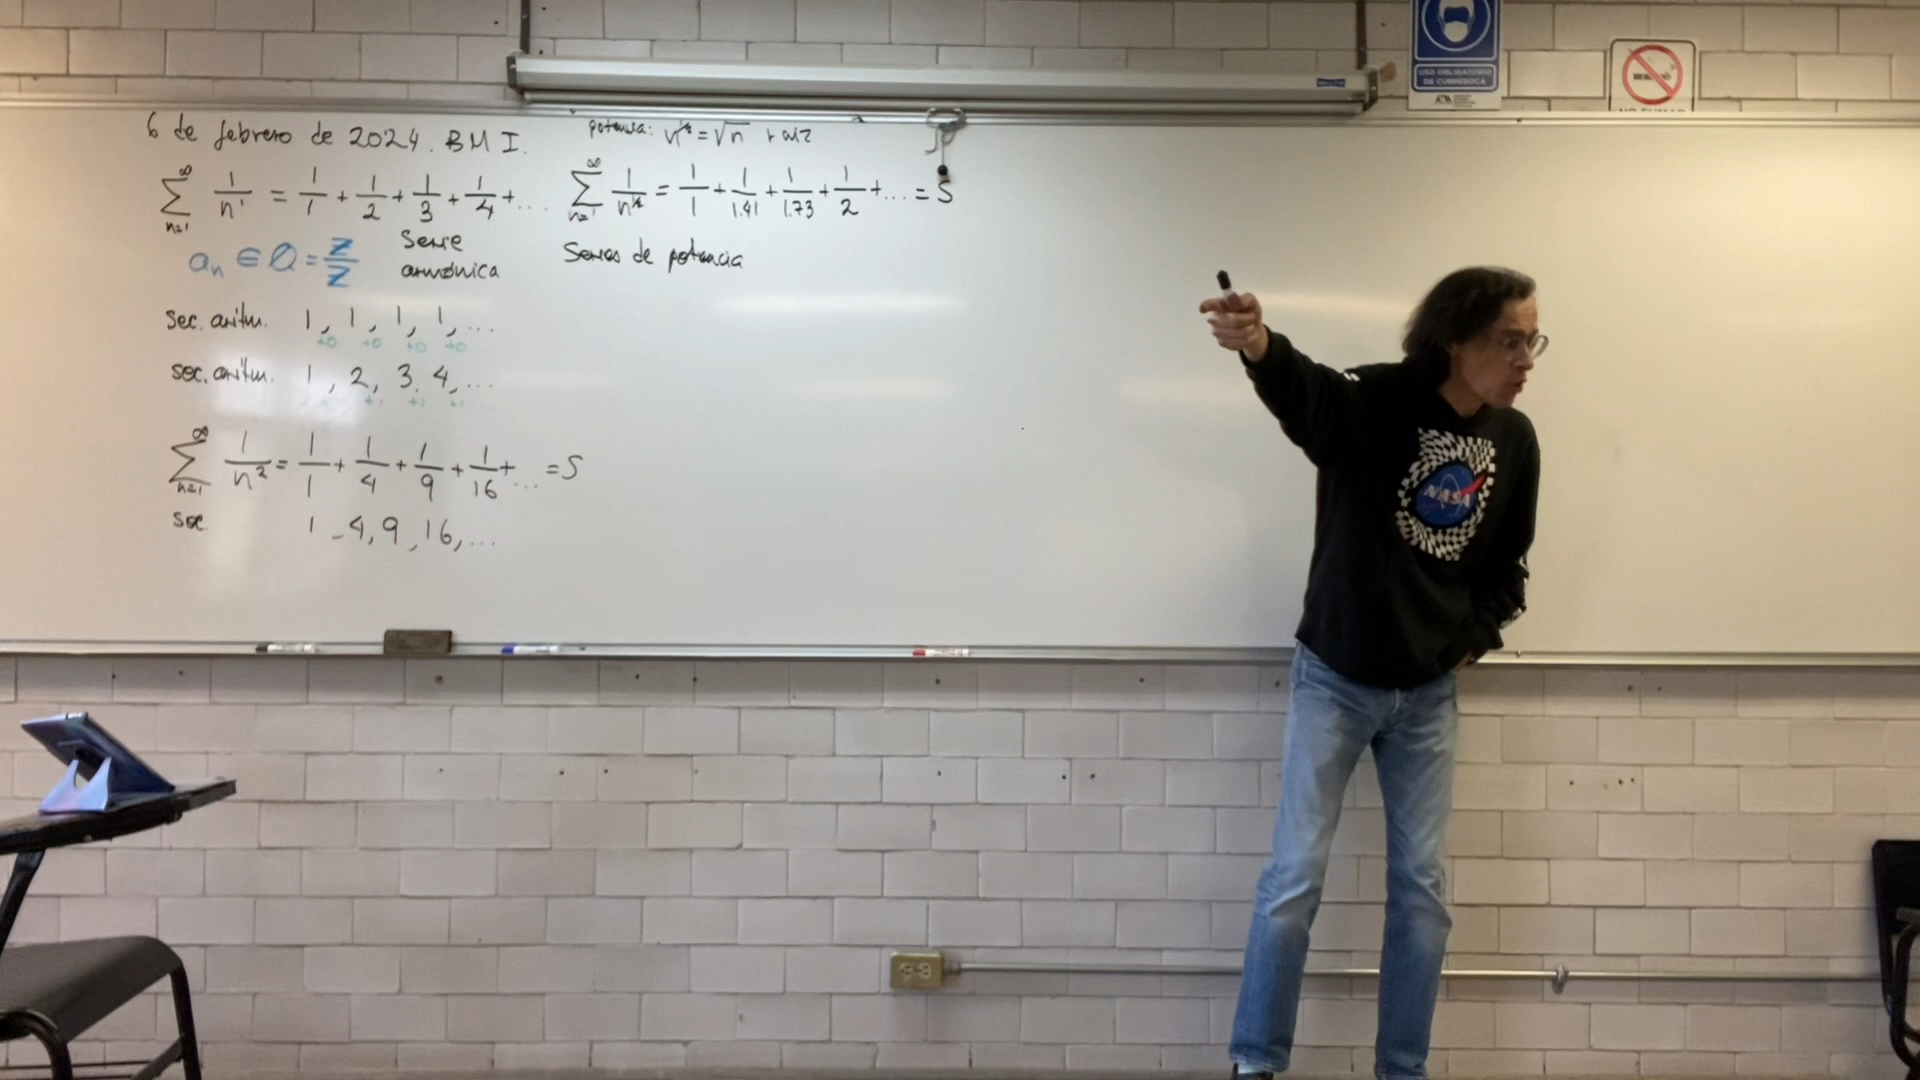 6 de febrero de 2024. BM I.
potencia: n^½ = √n raíz
∞ ∑ n=1 1/n¹ = 1/1 + 1/2 + 1/3 + 1/4 + ...
∞ ∑ n=1 1/n^½ = 1/1 + 1/1.41 + 1/1.73 + 1/2 + ... = S
aₙ ∈ Q = Z/Z
Serie
armónica
Series de potencia
Sec. aritm. 1, 1, 1, 1, ...
+0 +0 +0 +0 ...
sec. aritm. 1, 2, 3, 4, ...
+1 +1 +1
∞ ∑ n=1 1/n² = 1/1 + 1/4 + 1/9 + 1/16 + ... = S
sec. 1, 4, 9, 16, ...
USO OBLIGATORIO
DE CUBREBOCA
NASA